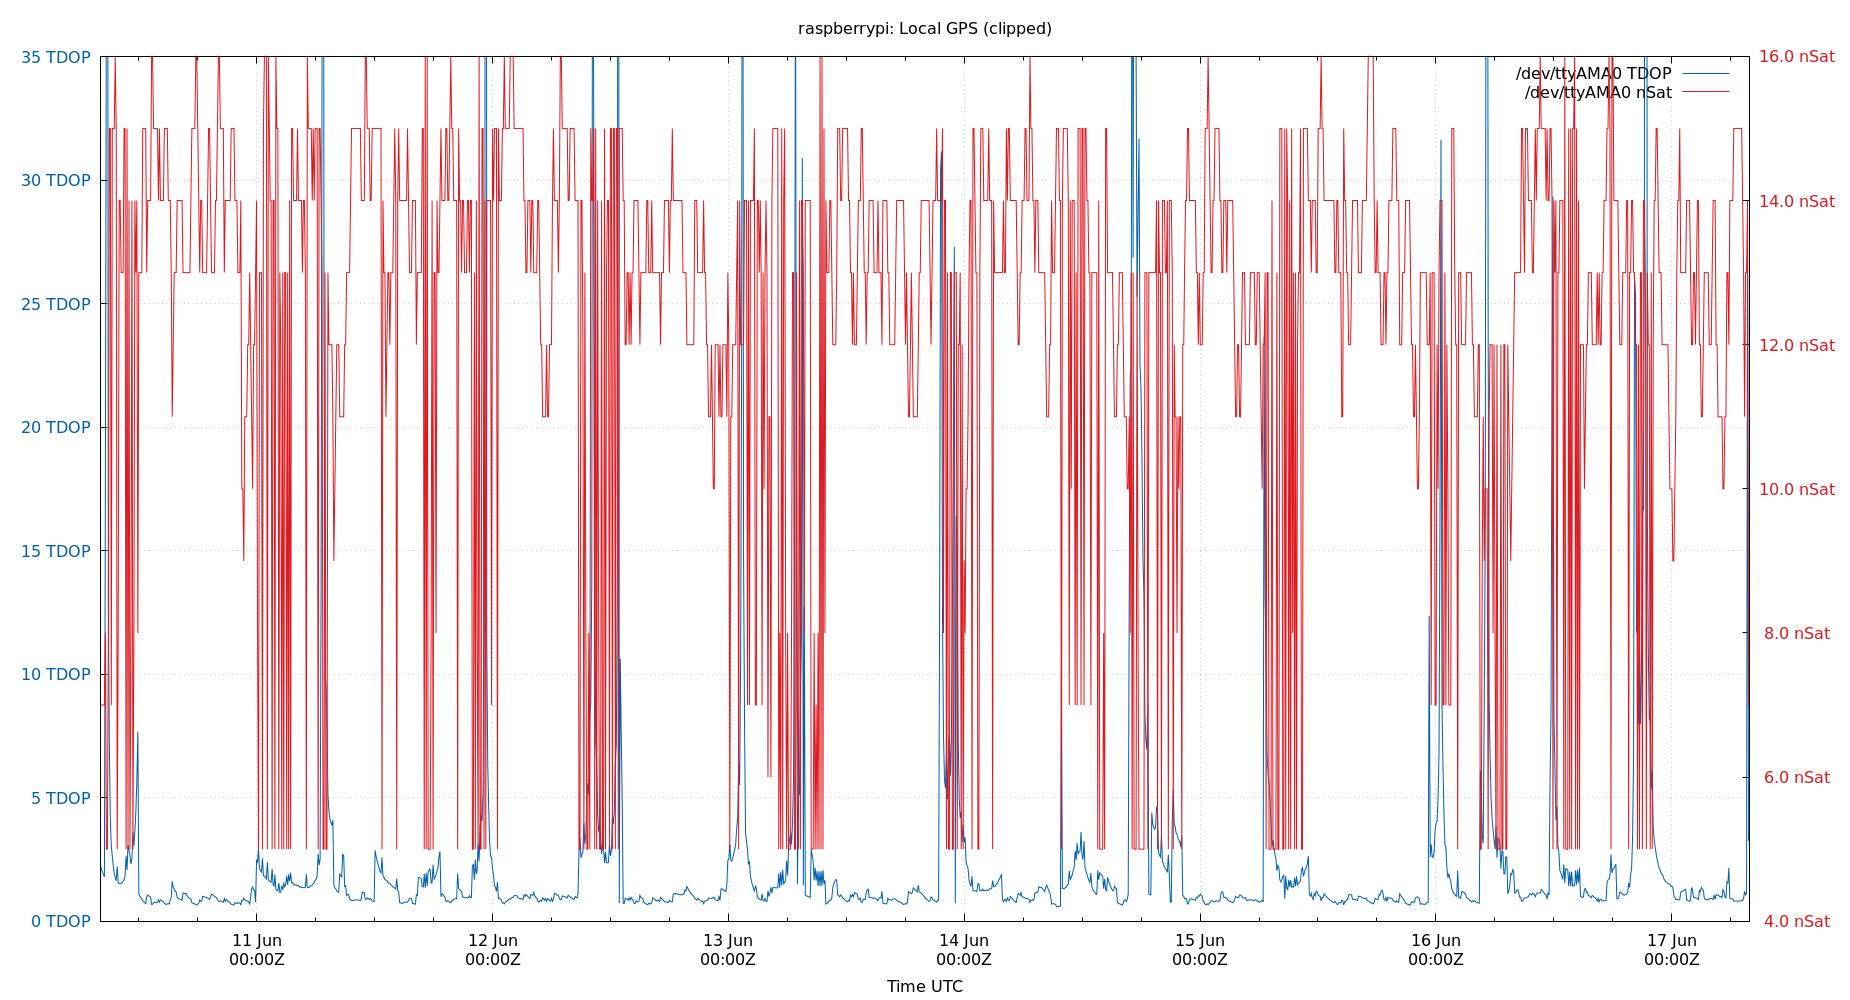 raspberrypi: Local GPS (clipped)
35 TDOP
30 TDOP
25 TDOP
20 TDOP
15 TDOP
10 TDOP
5 TDOP
0 TDOP
16.0 nSat
14.0 nSat
12.0 nSat
10.0 nSat
8.0 nSat
6.0 nSat
4.0 nSat
/dev/ttyAMA0 TDOP
/dev/ttyAMA0 nSat
11 Jun
00:00Z
12 Jun
00:00Z
13 Jun
00:00Z
14 Jun
00:00Z
15 Jun
00:00Z
16 Jun
00:00Z
17 Jun
00:00Z
Time UTC